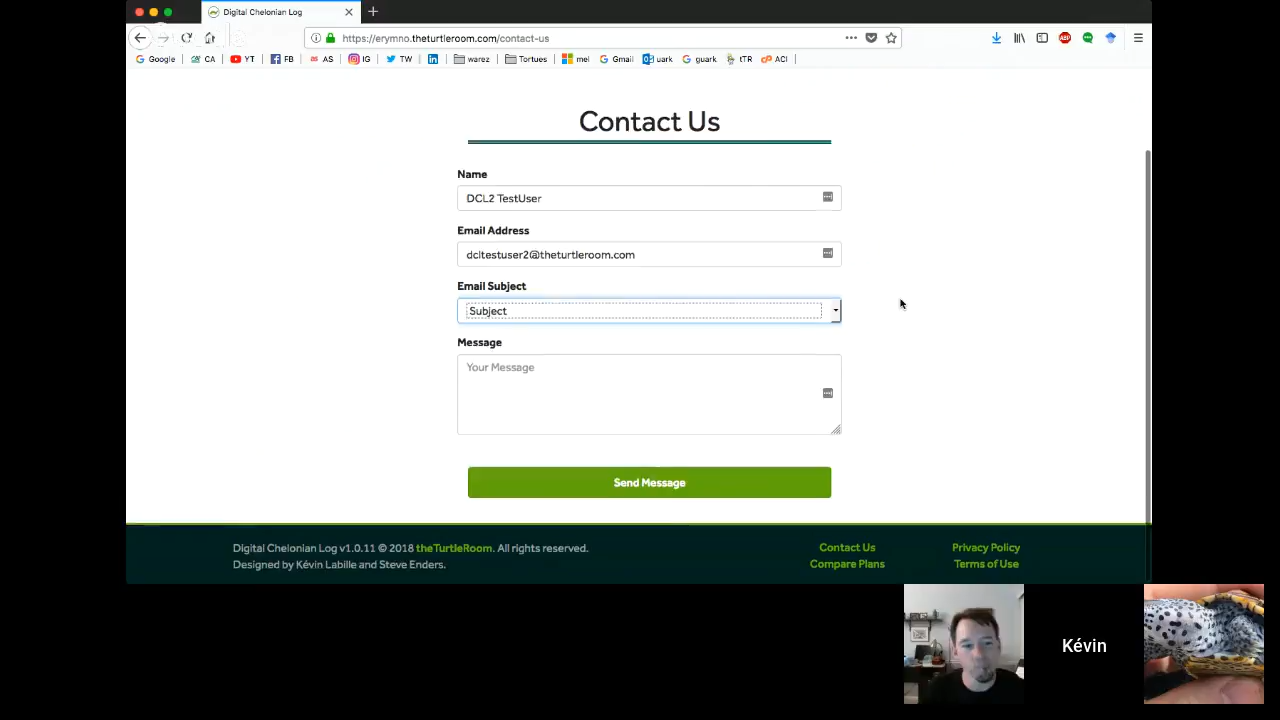 Digital Chelonian Log
https://erymno.theturtleroom.com/contact-us
Google CA YT FB AS IG TW warez Tortues mel Gmail uark guark tTR ACI
Contact Us
Name
DCL2 TestUser
Email Address
dcltestuser2@theturtleroom.com
Email Subject
Subject
Message
Your Message
Send Message
Digital Chelonian Log v1.0.11 © 2018 theTurtleRoom. All rights reserved.
Designed by Kévin Labille and Steve Enders.
Contact Us Privacy Policy
Compare Plans Terms of Use
Kévin